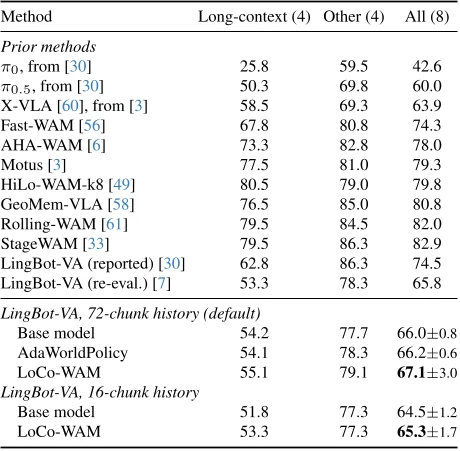 Method Long-context (4) Other (4) All (8)
Prior methods
π0, from [30] 25.8 59.5 42.6
π0.5, from [30] 50.3 69.8 60.0
X-VLA [60], from [3] 58.5 69.3 63.9
Fast-WAM [56] 67.8 80.8 74.3
AHA-WAM [6] 73.3 82.8 78.0
Motus [3] 77.5 81.0 79.3
HiLo-WAM-k8 [49] 80.5 79.0 79.8
GeoMem-VLA [58] 76.5 85.0 80.8
Rolling-WAM [61] 79.5 84.5 82.0
StageWAM [33] 79.5 86.3 82.9
LingBot-VA (reported) [30] 62.8 86.3 74.5
LingBot-VA (re-eval.) [7] 53.3 78.3 65.8
LingBot-VA, 72-chunk history (default)
Base model 54.2 77.7 66.0±0.8
AdaWorldPolicy 54.1 78.3 66.2±0.6
LoCo-WAM 55.1 79.1 67.1±3.0
LingBot-VA, 16-chunk history
Base model 51.8 77.3 64.5±1.2
LoCo-WAM 53.3 77.3 65.3±1.7